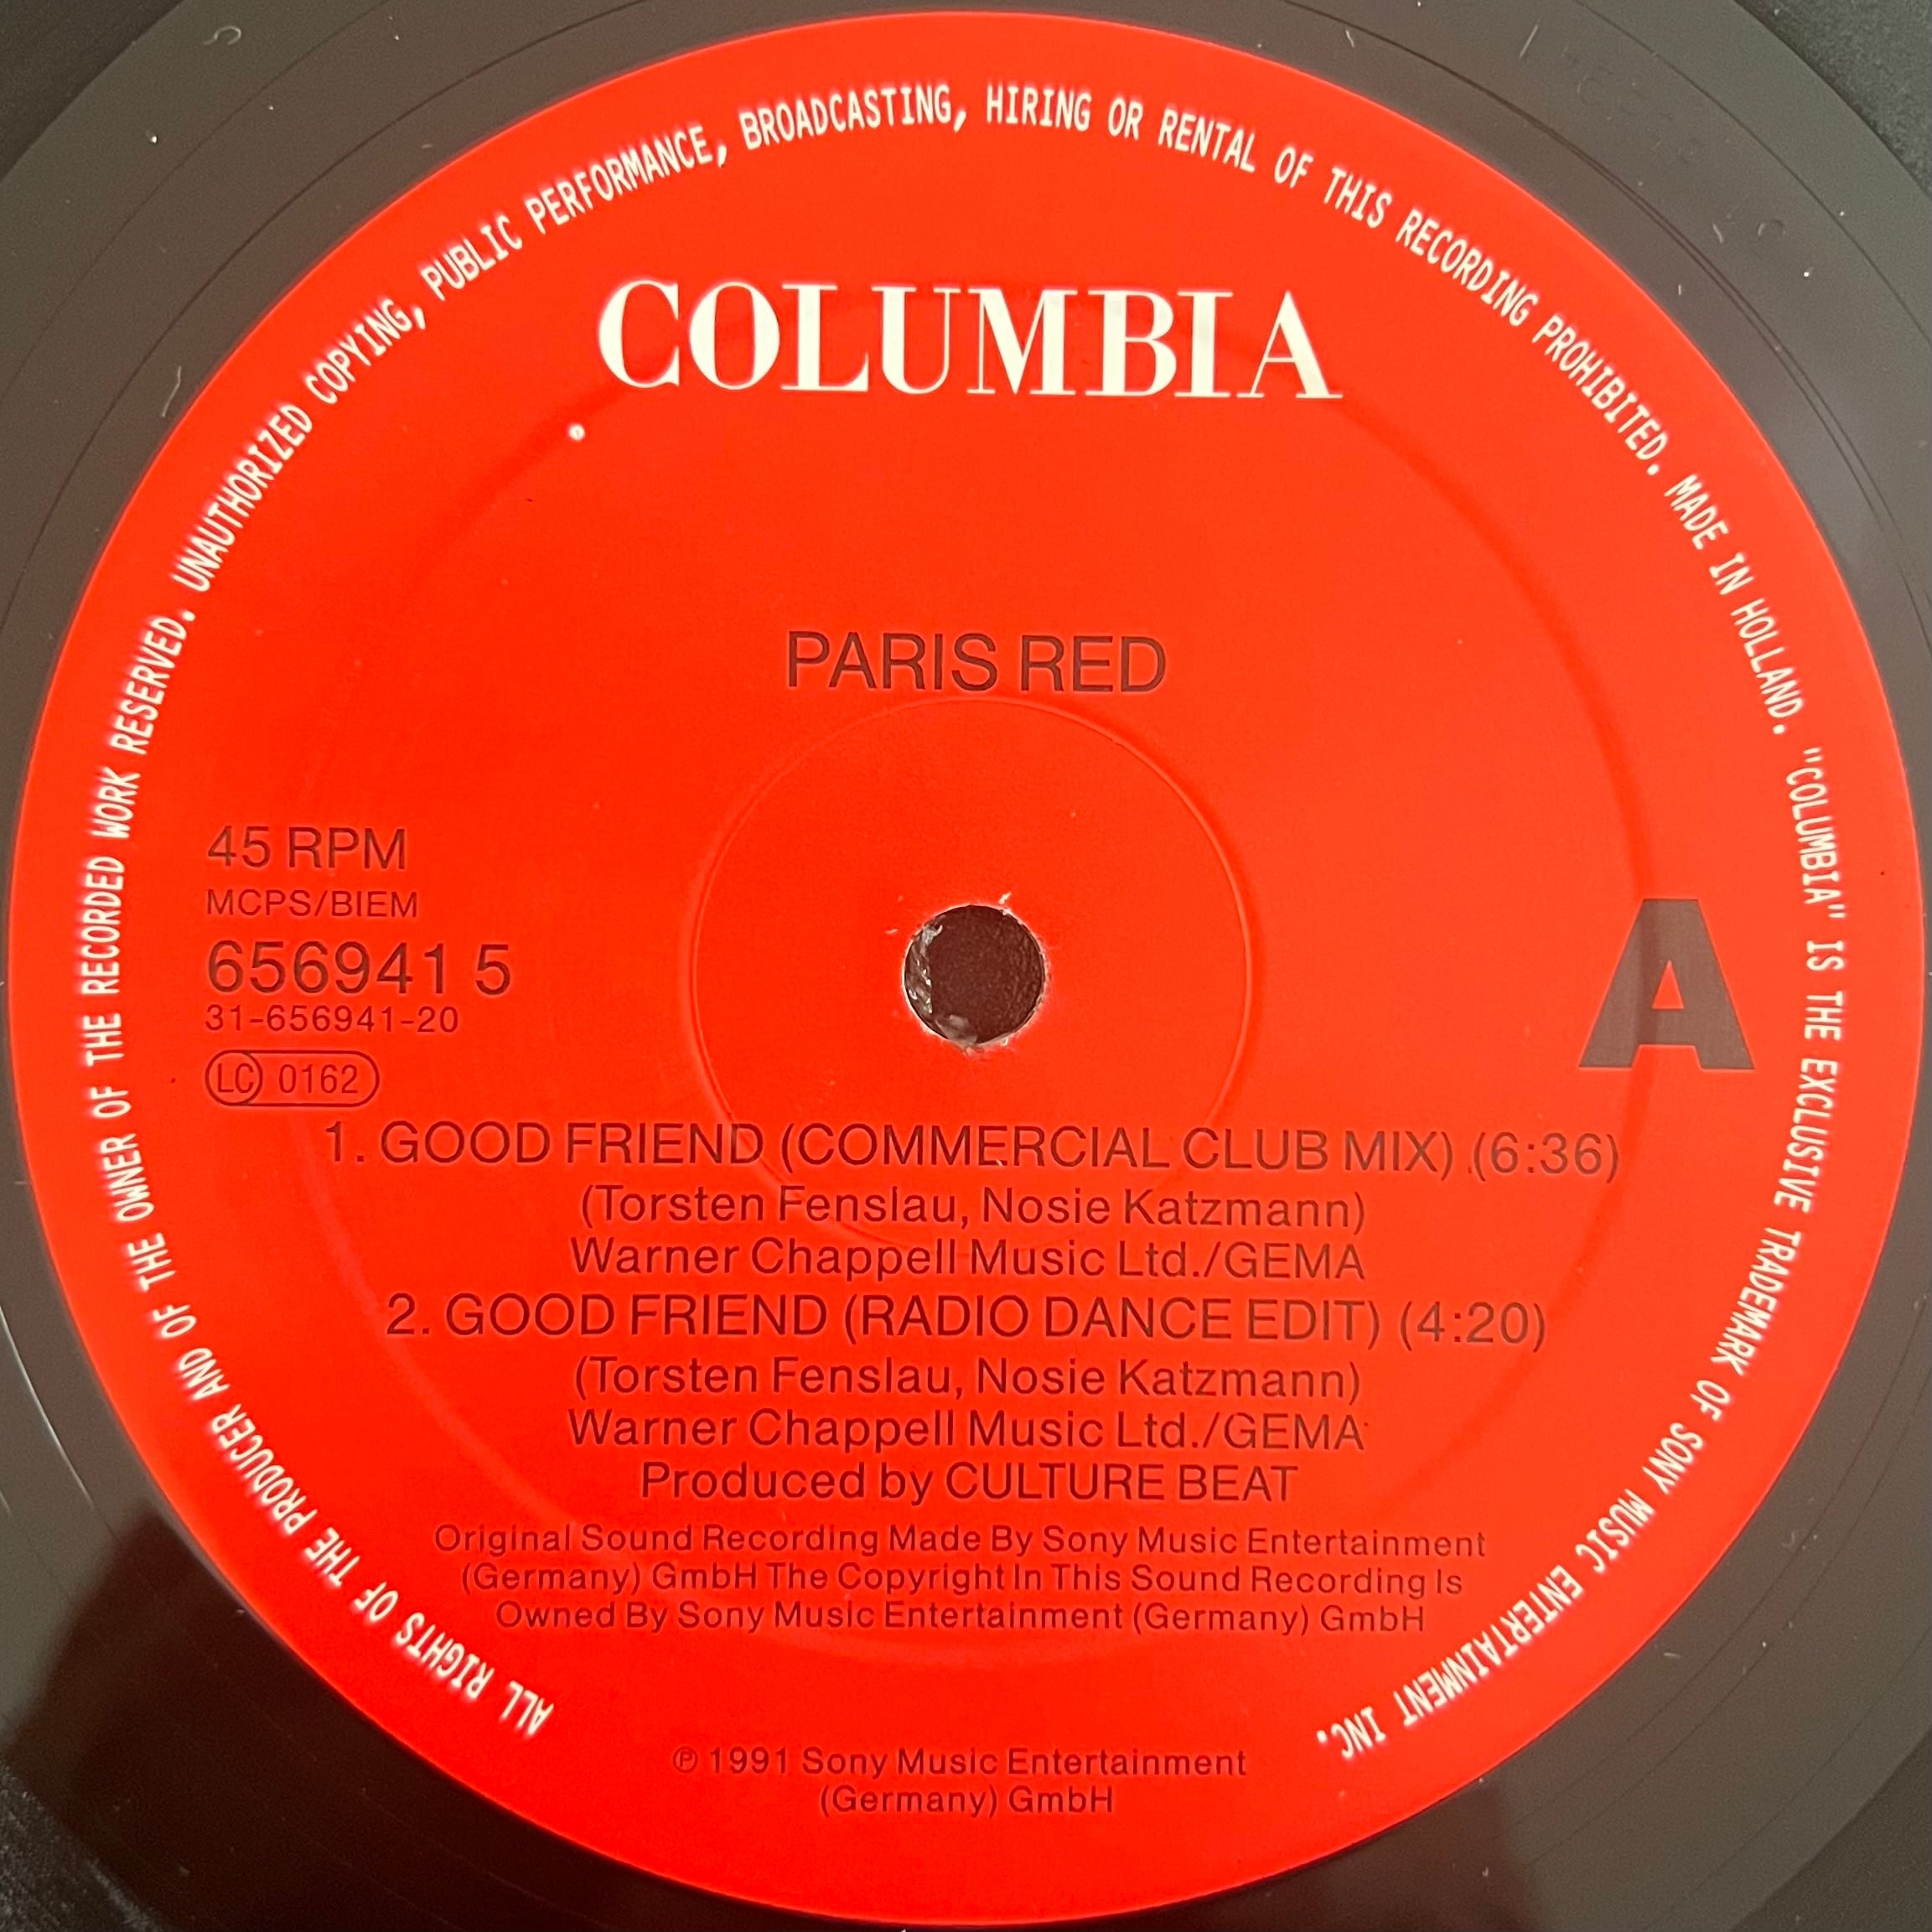 ALL RIGHTS OF THE PRODUCER AND OF THE OWNER OF THE RECORDED WORK RESERVED. UNAUTHORIZED COPYING, PUBLIC PERFORMANCE, BROADCASTING, HIRING OR RENTAL OF THIS RECORDING PROHIBITED. MADE IN HOLLAND. "COLUMBIA" IS THE EXCLUSIVE TRADEMARK OF SONY MUSIC ENTERTAINMENT INC.
COLUMBIA
PARIS RED
45 RPM
MCPS/BIEM
656941 5
31-656941-20
LC 0162
A
1. GOOD FRIEND (COMMERCIAL CLUB MIX) (6:36)
(Torsten Fenslau, Nosie Katzmann)
Warner Chappell Music Ltd./GEMA
2. GOOD FRIEND (RADIO DANCE EDIT) (4:20)
(Torsten Fenslau, Nosie Katzmann)
Warner Chappell Music Ltd./GEMA
Produced by CULTURE BEAT
Original Sound Recording Made By Sony Music Entertainment
(Germany) GmbH The Copyright In This Sound Recording Is
Owned By Sony Music Entertainment (Germany) GmbH
℗ 1991 Sony Music Entertainment
(Germany) GmbH